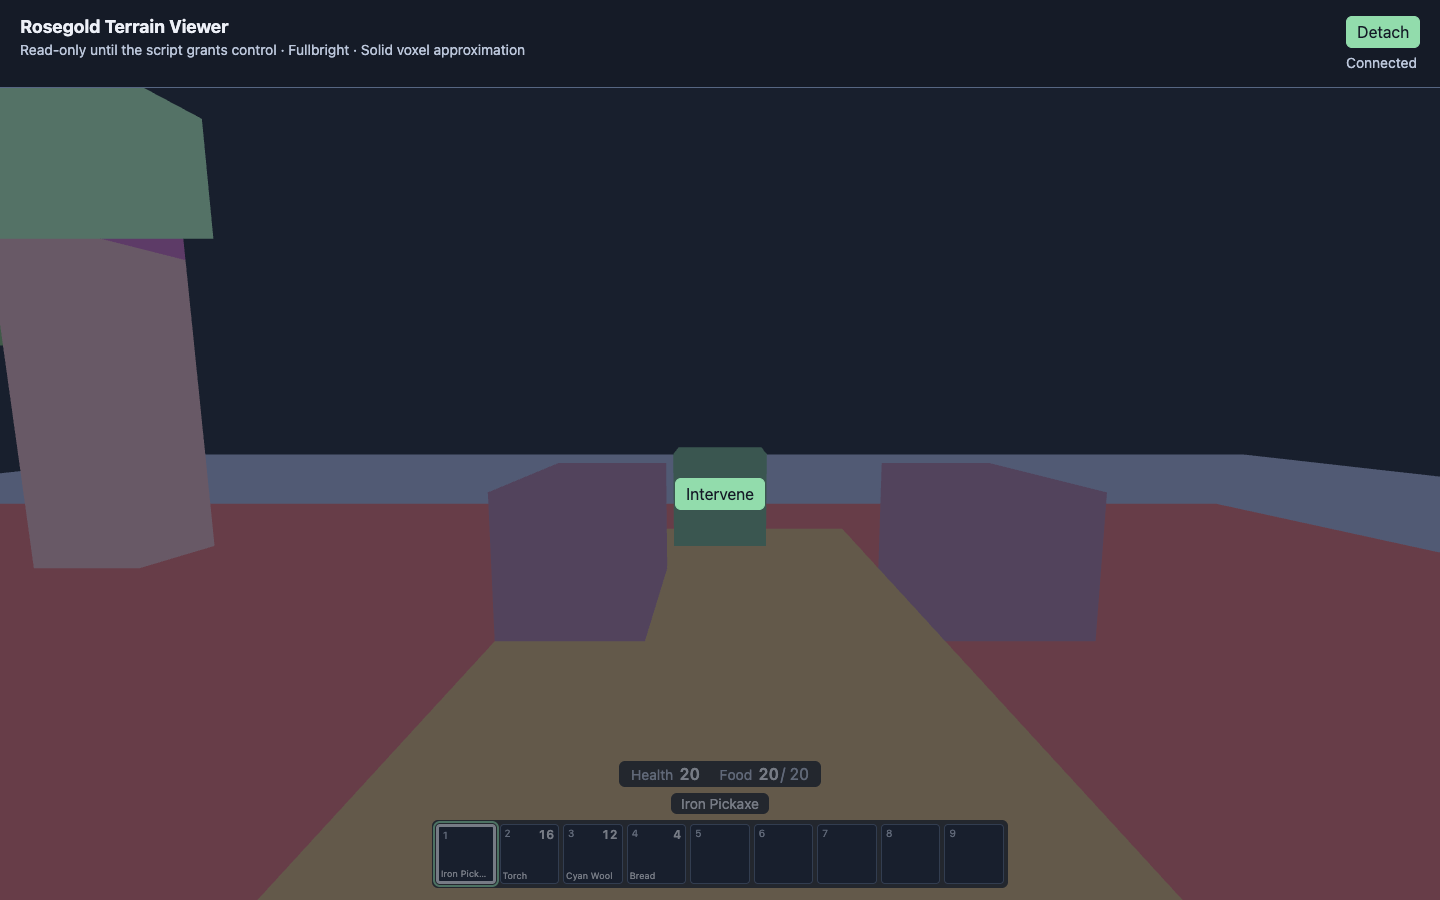 Rosegold Terrain Viewer
Read-only until the script grants control · Fullbright · Solid voxel approximation
Detach
Connected
Intervene
Health 20 Food 20/ 20
Iron Pickaxe
1 2 16 3 12 4 4 5 6 7 8 9
Iron Pick... Torch Cyan Wool Bread